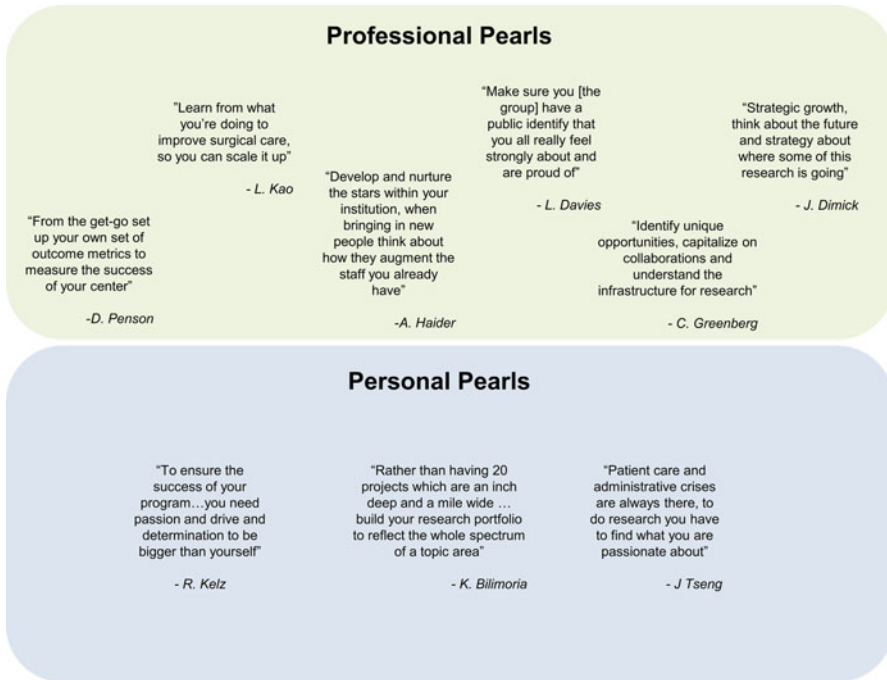 Professional Pearls
"Learn from what
you're doing to
improve surgical care,
so you can scale it up"
- L. Kao
"Make sure you [the
group] have a
public identify that
you all really feel
strongly about and
are proud of"
- L. Davies
"Strategic growth,
think about the future
and strategy about
where some of this
research is going"
- J. Dimick
"From the get-go set
up your own set of
outcome metrics to
measure the success
of your center"
-D. Penson
"Develop and nurture
the stars within your
institution, when
bringing in new
people think about
how they augment the
staff you already
have"
-A. Haider
"Identify unique
opportunities, capitalize on
collaborations and
understand the
infrastructure for research"
- C. Greenberg
Personal Pearls
"To ensure the
success of your
program…you need
passion and drive and
determination to be
bigger than yourself"
- R. Kelz
"Rather than having 20
projects which are an inch
deep and a mile wide …
build your research portfolio
to reflect the whole spectrum
of a topic area"
- K. Bilimoria
"Patient care and
administrative crises
are always there, to
do research you have
to find what you are
passionate about"
- J Tseng